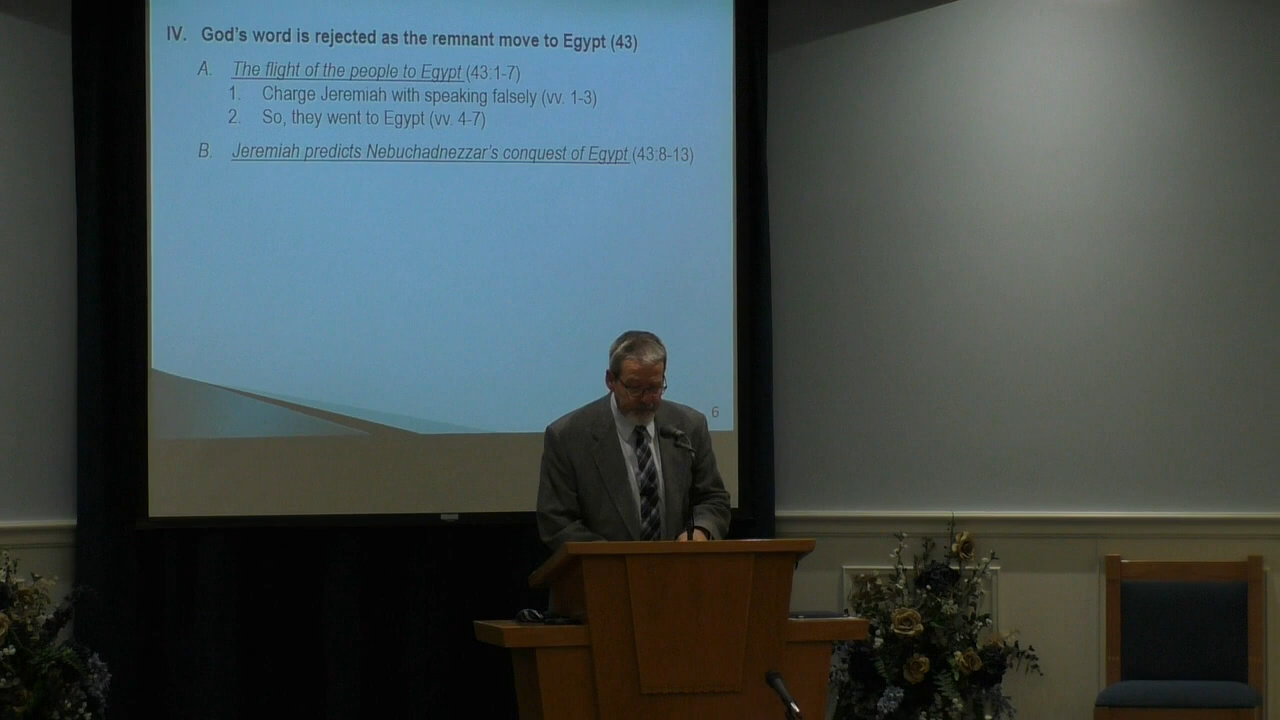 IV. God's word is rejected as the remnant move to Egypt (43)
A. The flight of the people to Egypt (43:1-7)
1. Charge Jeremiah with speaking falsely (vv. 1-3)
2. So, they went to Egypt (vv. 4-7)
B. Jeremiah predicts Nebuchadnezzar's conquest of Egypt (43:8-13)
6